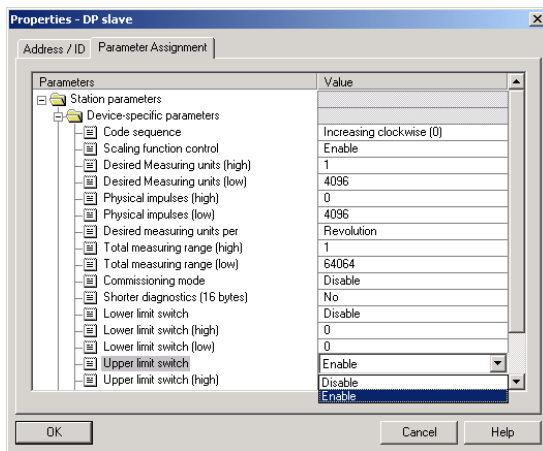 Properties - DP slave
Address / ID Parameter Assignment
Parameters Value
Station parameters
Device-specific parameters
Code sequence Increasing clockwise (0)
Scaling function control Enable
Desired Measuring units (high) 1
Desired Measuring units (low) 4096
Physical impulses (high) 0
Physical impulses (low) 4096
Desired measuring units per Revolution
Total measuring range (high) 1
Total measuring range (low) 64064
Commissioning mode Disable
Shorter diagnostics (16 bytes) No
Lower limit switch Disable
Lower limit switch (high) 0
Lower limit switch (low) 0
Upper limit switch Enable
Upper limit switch (high) Disable
Enable
OK Cancel Help